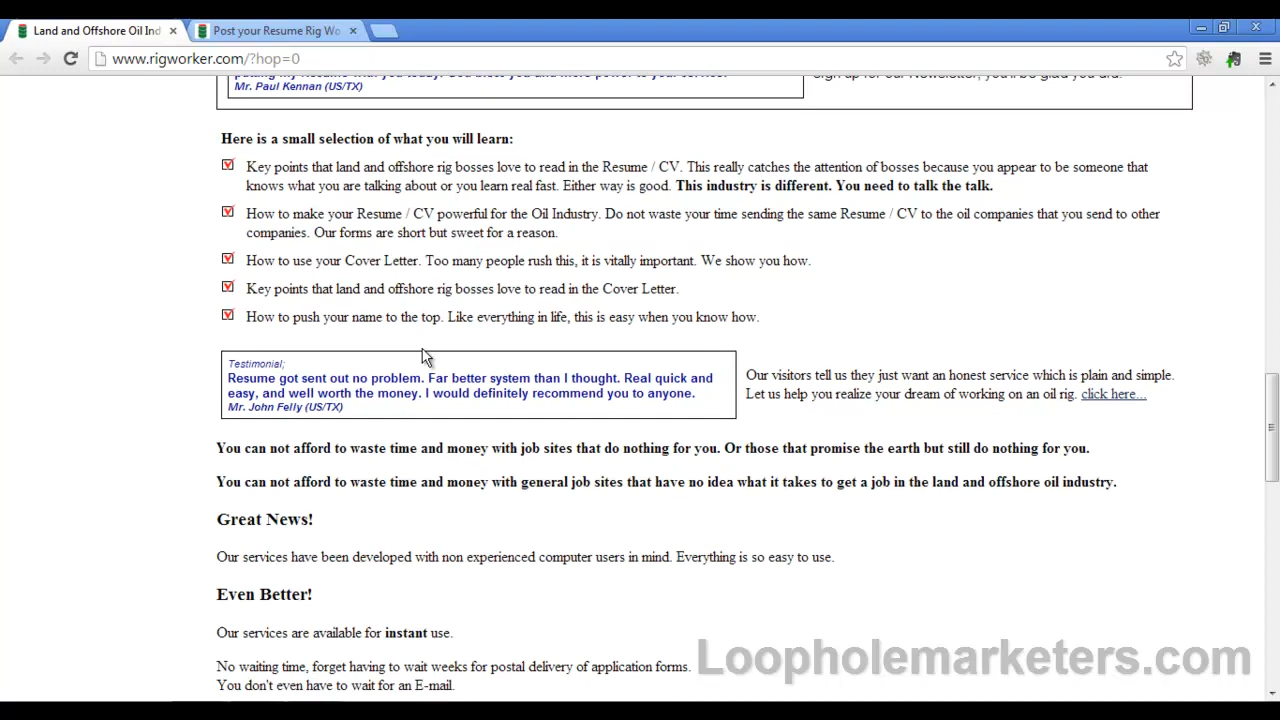 Land and Offshore Oil Ind
Post your Resume Rig Wo
www.rigworker.com/?hop=0
Mr. Paul Kennan (US/TX)
sign up for our Newsletter, you'll be glad you did.
Here is a small selection of what you will learn:
Key points that land and offshore rig bosses love to read in the Resume / CV. This really catches the attention of bosses because you appear to be someone that
knows what you are talking about or you learn real fast. Either way is good. This industry is different. You need to talk the talk.
How to make your Resume / CV powerful for the Oil Industry. Do not waste your time sending the same Resume / CV to the oil companies that you send to other
companies. Our forms are short but sweet for a reason.
How to use your Cover Letter. Too many people rush this, it is vitally important. We show you how.
Key points that land and offshore rig bosses love to read in the Cover Letter.
How to push your name to the top. Like everything in life, this is easy when you know how.
Testimonial;
Resume got sent out no problem. Far better system than I thought. Real quick and
easy, and well worth the money. I would definitely recommend you to anyone.
Mr. John Felly (US/TX)
Our visitors tell us they just want an honest service which is plain and simple.
Let us help you realize your dream of working on an oil rig. click here...
You can not afford to waste time and money with job sites that do nothing for you. Or those that promise the earth but still do nothing for you.
You can not afford to waste time and money with general job sites that have no idea what it takes to get a job in the land and offshore oil industry.
Great News!
Our services have been developed with non experienced computer users in mind. Everything is so easy to use.
Even Better!
Our services are available for instant use.
No waiting time, forget having to wait weeks for postal delivery of application forms.
You don't even have to wait for an E-mail.
Loopholemarketers.com